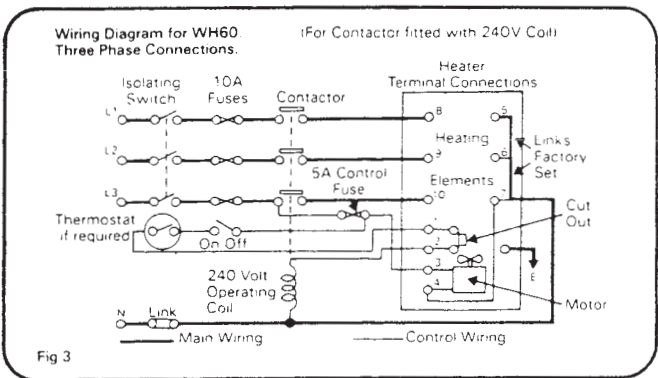 Wiring Diagram for WH60.
Three Phase Connections.
(For Contactor fitted with 240V Coil)
Heater
Terminal Connections
Isolating
Switch
10A
Fuses
Contactor
L1
8
5
Heating
Links
Factory
Set
L2
9
6
5A Control
Fuse
Elements
L3
10
7
Thermostat
if required
On Off
1
2
Cut
Out
3
E
4
Motor
240 Volt
Operating
Coil
N
Link
Main Wiring
Control Wiring
Fig 3